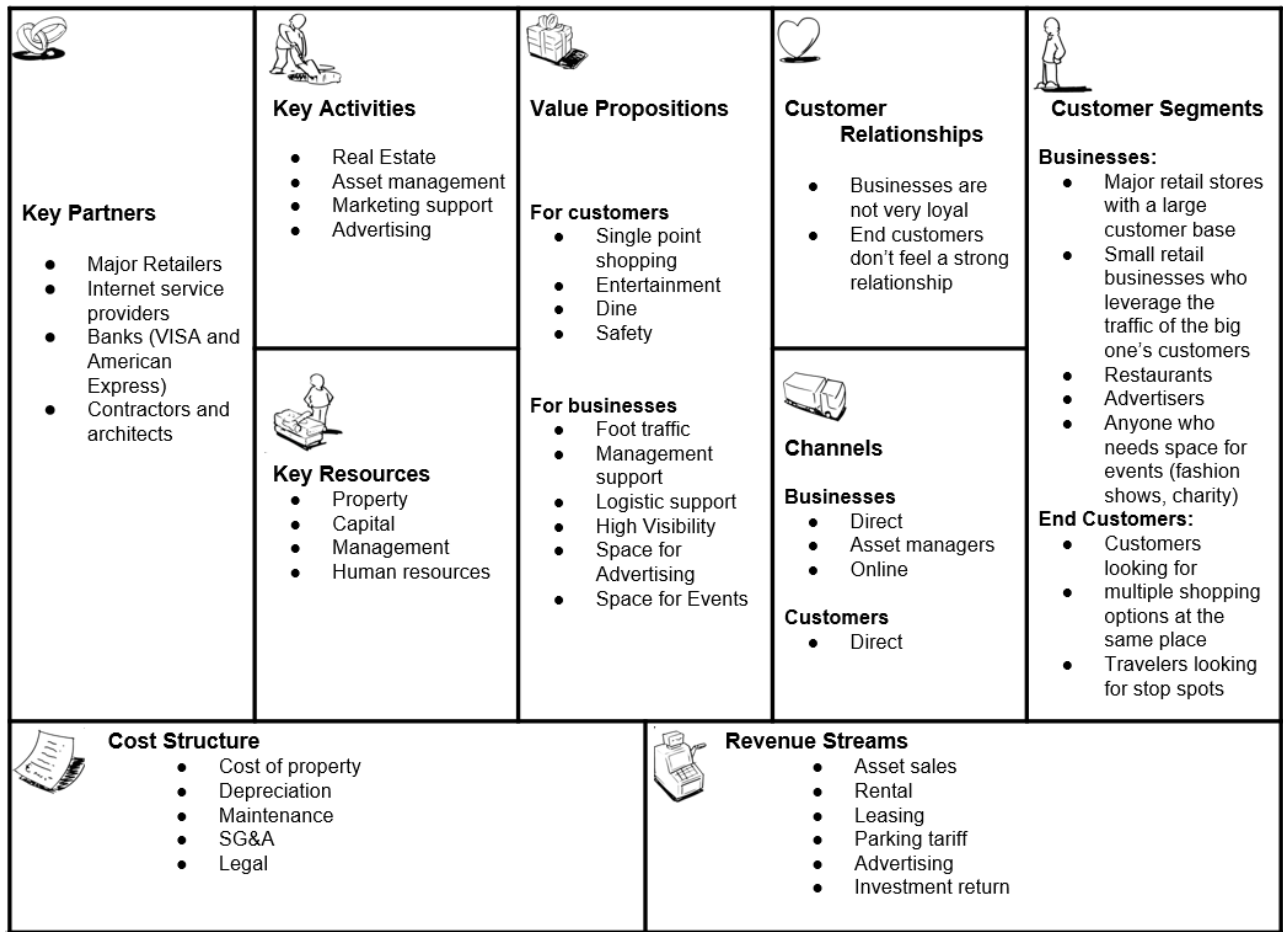 Key Partners
● Major Retailers
● Internet service
providers
● Banks (VISA and
American
Express)
● Contractors and
architects
Key Activities
● Real Estate
● Asset management
● Marketing support
● Advertising
Key Resources
● Property
● Capital
● Management
● Human resources
Value Propositions
For customers
● Single point
shopping
● Entertainment
● Dine
● Safety
For businesses
● Foot traffic
● Management
support
● Logistic support
● High Visibility
● Space for
Advertising
● Space for Events
Customer
Relationships
● Businesses are
not very loyal
● End customers
don't feel a strong
relationship
Channels
Businesses
● Direct
● Asset managers
● Online
Customers
● Direct
Customer Segments
Businesses:
● Major retail stores
with a large
customer base
● Small retail
businesses who
leverage the
traffic of the big
one's customers
● Restaurants
● Advertisers
● Anyone who
needs space for
events (fashion
shows, charity)
End Customers:
● Customers
looking for
● multiple shopping
options at the
same place
● Travelers looking
for stop spots
Cost Structure
● Cost of property
● Depreciation
● Maintenance
● SG&A
● Legal
Revenue Streams
● Asset sales
● Rental
● Leasing
● Parking tariff
● Advertising
● Investment return